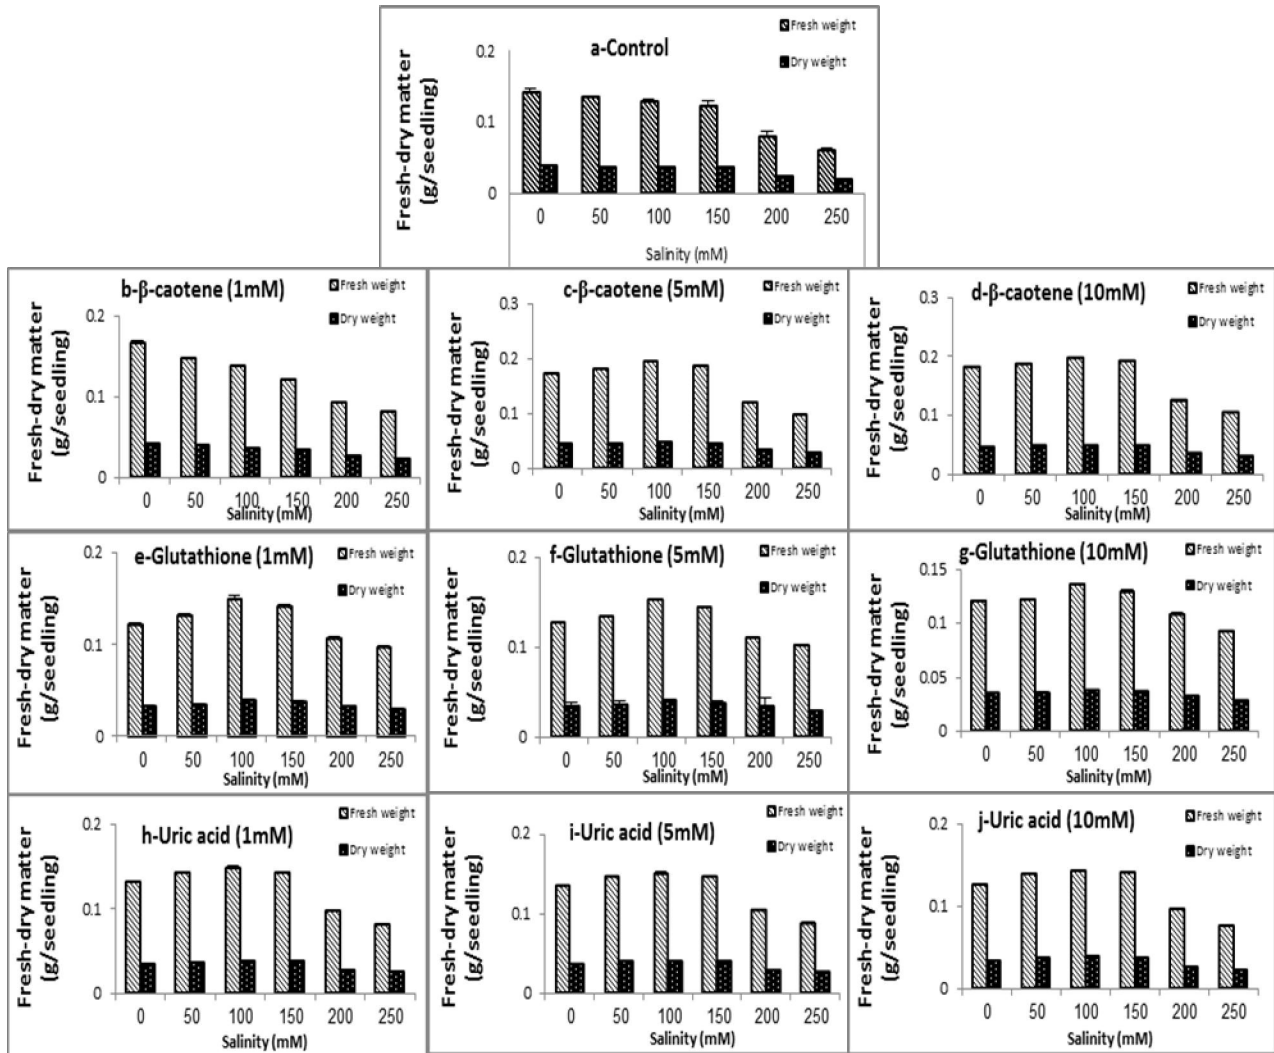 Fresh-dry matter
(g/seedling)
a-Control
Fresh weight
Dry weight
0.2
0.1
0
0 50 100 150 200 250
Salinity (mM)
Fresh-dry matter
(g/seedling)
b-β-caotene (1mM)
Fresh weight
Dry weight
0.2
0.1
0
0 50 100 150 200 250
Salinity (mM)
Fresh-dry matter
(g/seedling)
c-β-caotene (5mM)
Fresh weight
Dry weight
0.3
0.2
0.1
0
0 50 100 150 200 250
Salinity (mM)
Fresh-dry matter
(g/seedling)
d-β-caotene (10mM)
Fresh weight
Dry weight
0.3
0.2
0.1
0
0 50 100 150 200 250
Salinity (mM)
Fresh-dry matter
(g/seedling)
e-Glutathione (1mM)
Fresh weight
Dry weight
0.2
0.1
0
0 50 100 150 200 250
Salinity (mM)
Fresh-dry matter
(g/seedling)
f-Glutathione (5mM)
Fresh weight
Dry weight
0.2
0.1
0
0 50 100 150 200 250
Salinity (mM)
Fresh-dry matter
(g/seedling)
g-Glutathione (10mM)
Fresh weight
Dry weight
0.15
0.1
0.05
0
0 50 100 150 200 250
Salinity (mM)
Fresh-dry matter
(g/seedling)
h-Uric acid (1mM)
Fresh weight
Dry weight
0.2
0.1
0
0 50 100 150 200 250
Salinity (mM)
Fresh-dry matter
(g/seedling)
i-Uric acid (5mM)
Fresh weight
Dry weight
0.2
0.1
0
0 50 100 150 200 250
Salinity (mM)
Fresh-dry matter
(g/seedling)
j-Uric acid (10mM)
Fresh weight
Dry weight
0.2
0.1
0
0 50 100 150 200 250
Salinity (mM)